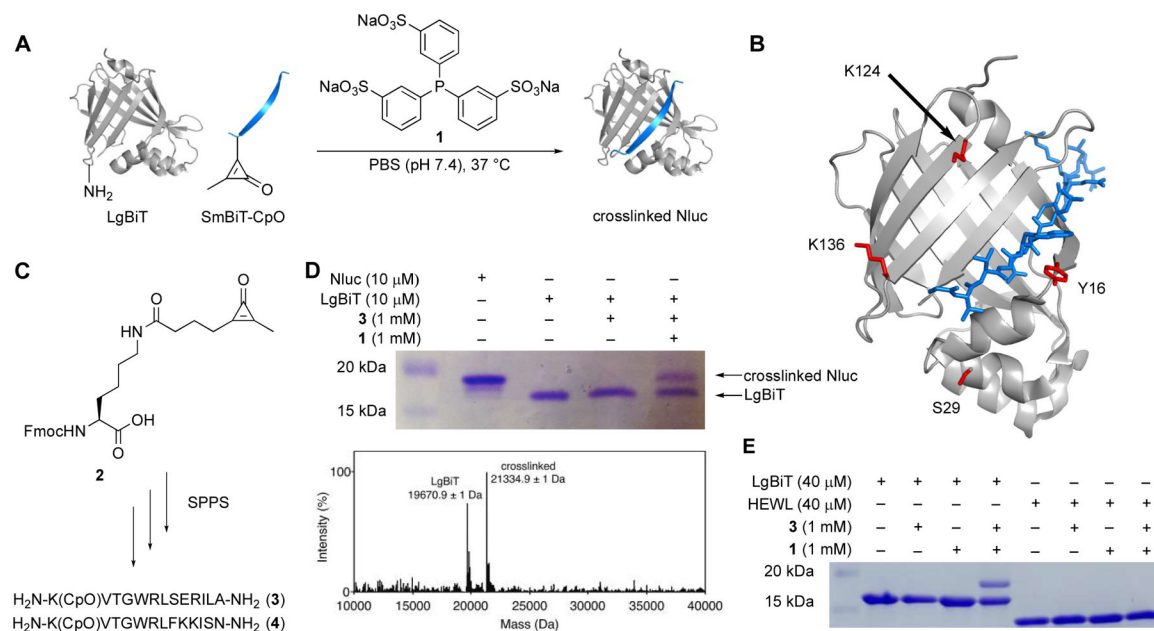 A
NaO₃S
NaO₃S
SO₃Na
P
1
PBS (pH 7.4), 37 °C
NH₂
LgBiT
O
SmBiT-CpO
crosslinked Nluc
B
K124
K136
Y16
S29
C
O
O
HN
OH
FmocHN
O
2
SPPS
H₂N-K(CpO)VTGWRLSERILA-NH₂ (3)
H₂N-K(CpO)VTGWRLFKKISN-NH₂ (4)
D
Nluc (10 μM) + – – –
LgBiT (10 μM) – + + +
3 (1 mM) – – + +
1 (1 mM) – – – +
20 kDa
15 kDa
crosslinked Nluc
LgBiT
100
0
Intensity (%)
LgBiT
19670.9 ± 1 Da
crosslinked
21334.9 ± 1 Da
10000 15000 20000 25000 30000 35000 40000
Mass (Da)
E
LgBiT (40 μM) + + + + – – – –
HEWL (40 μM) – – – – + + + +
3 (1 mM) – + – + – + – +
1 (1 mM) – – + + – – + +
20 kDa
15 kDa